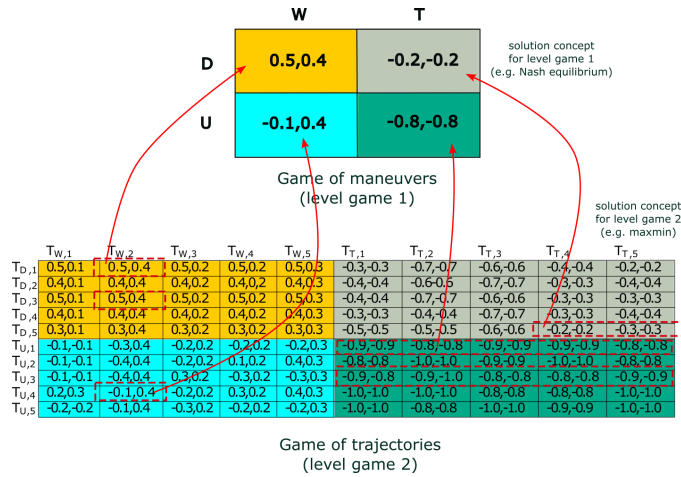 W T
D 0.5,0.4 -0.2,-0.2
U -0.1,0.4 -0.8,-0.8
solution concept
for level game 1
(e.g. Nash equilibrium)
Game of maneuvers
(level game 1)
solution concept
for level game 2
(e.g. maxmin)
TW,1 TW,2 TW,3 TW,4 TW,5 TT,1 TT,2 TT,3 TT,4 TT,5
TD,1 0.5,0.1 0.5,0.4 0.5,0.2 0.5,0.2 0.5,0.3 -0.3,-0.3 -0.7,-0.7 -0.6,-0.6 -0.4,-0.4 -0.2,-0.2
TD,2 0.4,0.1 0.4,0.4 0.4,0.2 0.4,0.2 0.4,0.3 -0.4,-0.4 -0.6,-0.6 -0.7,-0.7 -0.3,-0.3 -0.4,-0.4
TD,3 0.5,0.1 0.5,0.4 0.5,0.2 0.5,0.2 0.5,0.3 -0.4,-0.4 -0.7,-0.7 -0.6,-0.6 -0.3,-0.3 -0.3,-0.3
TD,4 0.4,0.1 0.4,0.4 0.4,0.2 0.4,0.2 0.4,0.3 -0.3,-0.3 -0.4,-0.4 -0.7,-0.7 -0.3,-0.3 -0.4,-0.4
TD,5 0.3,0.1 0.3,0.4 0.3,0.2 0.3,0.2 0.3,0.3 -0.5,-0.5 -0.5,-0.5 -0.6,-0.6 -0.2,-0.2 -0.3,-0.3
TU,1 -0.1,-0.1 -0.3,0.4 -0.2,0.2 -0.2,0.2 -0.2,0.3 -0.9,-0.9 -0.8,-0.8 -0.9,-0.9 -0.9,-0.9 -0.8,-0.8
TU,2 -0.1,-0.1 -0.4,0.4 -0.2,0.2 0.1,0.2 0.4,0.3 -0.8,-0.8 -1.0,-1.0 -0.9,-0.9 -1.0,-1.0 -0.8,-0.8
TU,3 -0.1,-0.1 -0.4,0.4 0.3,0.2 -0.3,0.2 -0.3,0.3 -0.9,-0.8 -0.9,-1.0 -0.8,-0.8 -0.8,-0.8 -0.9,-0.9
TU,4 0.2,0.3 -0.1,0.4 -0.2,0.2 0.3,0.2 0.4,0.3 -1.0,-1.0 -1.0,-1.0 -0.8,-0.8 -0.8,-0.8 -1.0,-1.0
TU,5 -0.2,-0.2 -0.1,0.4 -0.3,0.2 -0.2,0.2 -0.2,0.3 -1.0,-1.0 -0.8,-0.8 -1.0,-1.0 -0.9,-0.9 -1.0,-1.0
Game of trajectories
(level game 2)